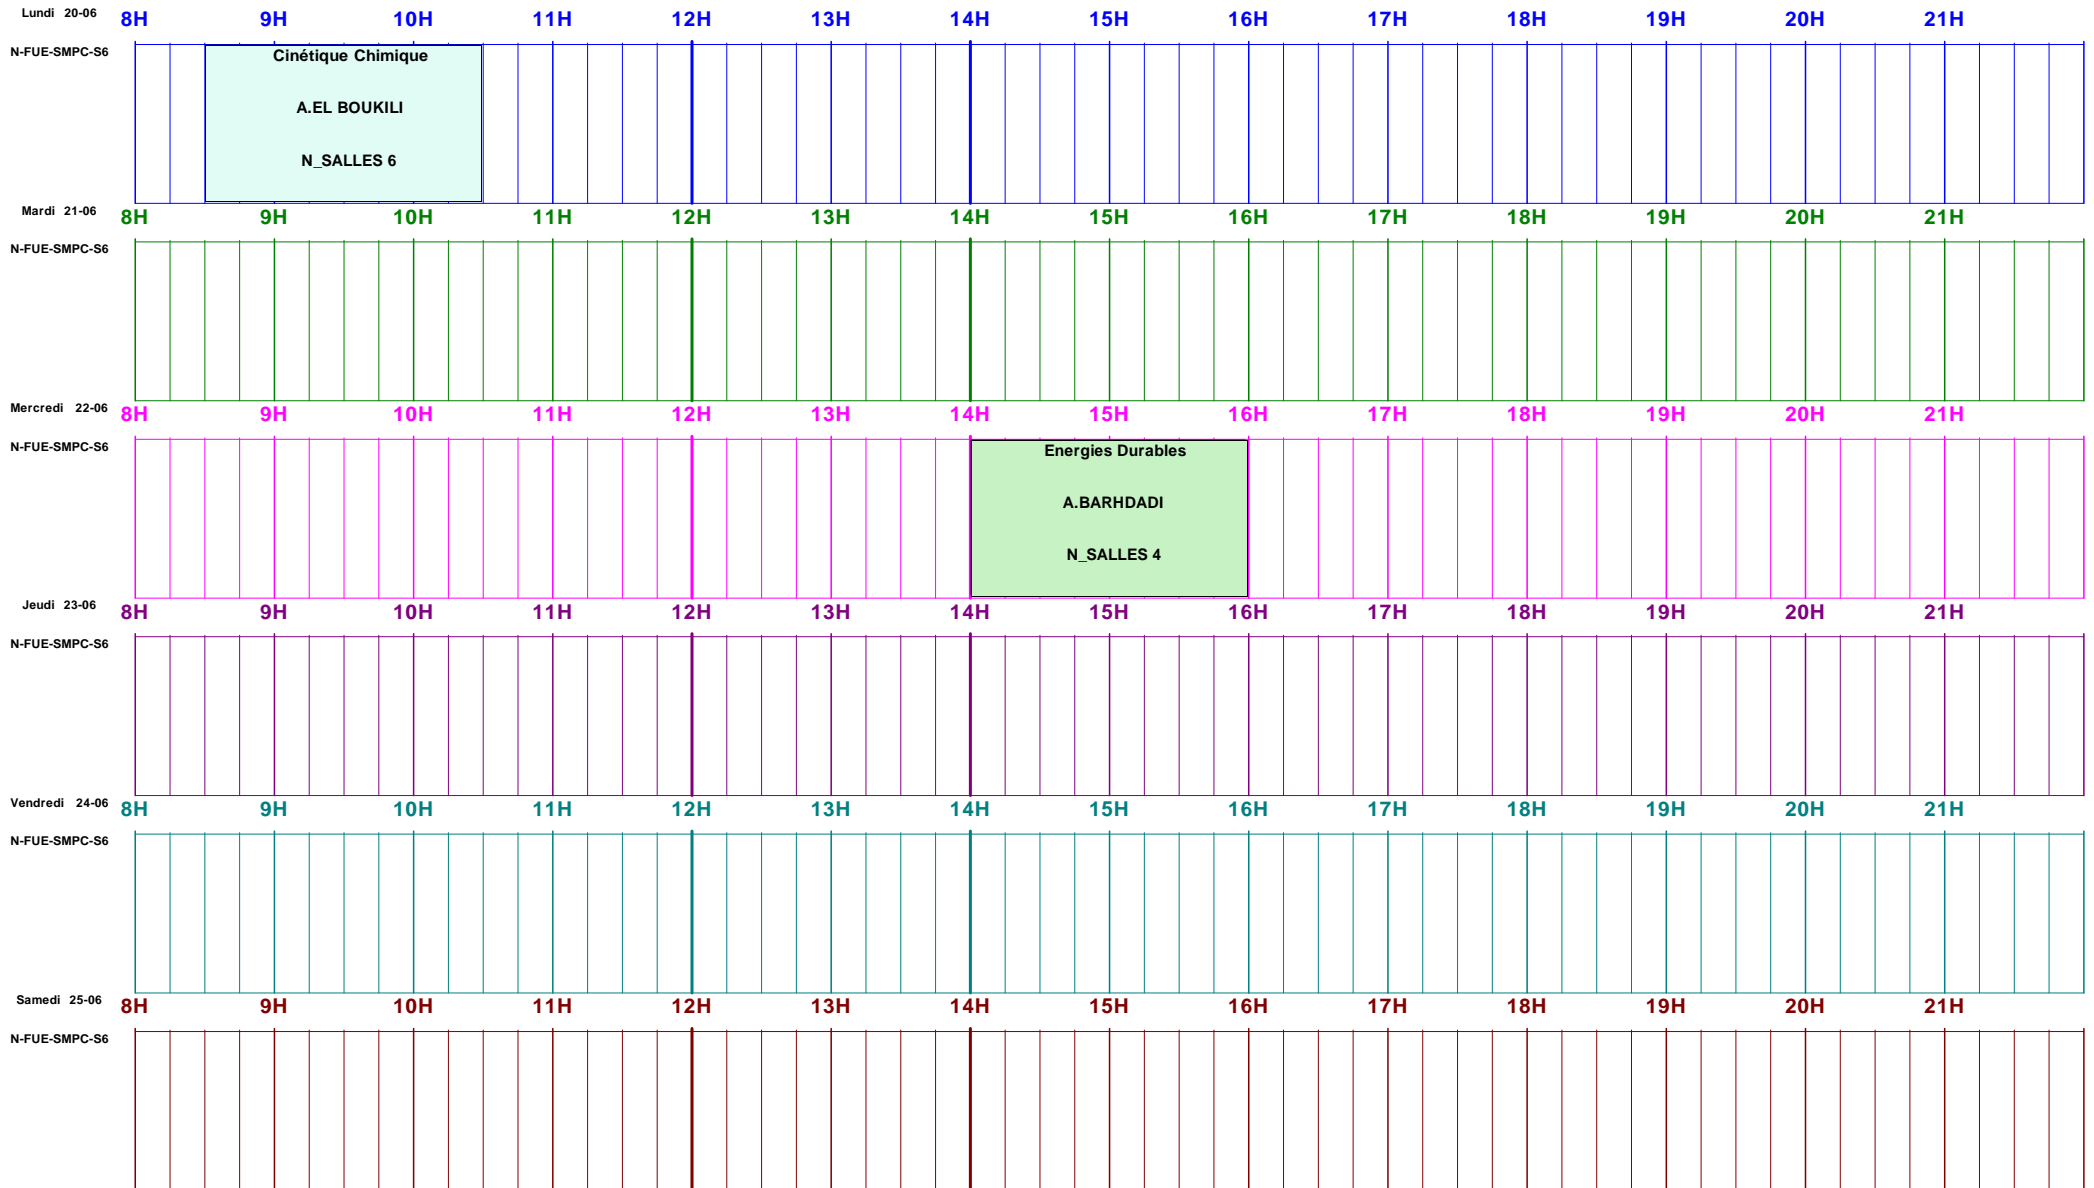 Lundi 20-06 8H 9H 10H 11H 12H 13H 14H 15H 16H 17H 18H 19H 20H 21H
N-FUE-SMPC-S6
Cinétique Chimique
A.EL BOUKILI
N_SALLES 6
Mardi 21-06 8H 9H 10H 11H 12H 13H 14H 15H 16H 17H 18H 19H 20H 21H
N-FUE-SMPC-S6
Mercredi 22-06 8H 9H 10H 11H 12H 13H 14H 15H 16H 17H 18H 19H 20H 21H
N-FUE-SMPC-S6
Energies Durables
A.BARHDADI
N_SALLES 4
Jeudi 23-06 8H 9H 10H 11H 12H 13H 14H 15H 16H 17H 18H 19H 20H 21H
N-FUE-SMPC-S6
Vendredi 24-06 8H 9H 10H 11H 12H 13H 14H 15H 16H 17H 18H 19H 20H 21H
N-FUE-SMPC-S6
Samedi 25-06 8H 9H 10H 11H 12H 13H 14H 15H 16H 17H 18H 19H 20H 21H
N-FUE-SMPC-S6